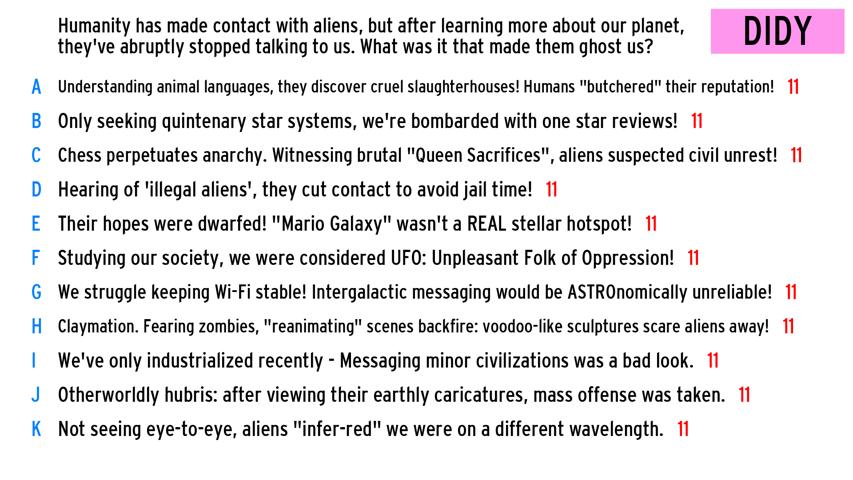 Humanity has made contact with aliens, but after learning more about our planet,
they've abruptly stopped talking to us. What was it that made them ghost us?
DIDY
A Understanding animal languages, they discover cruel slaughterhouses! Humans "butchered" their reputation! 11
B Only seeking quintenary star systems, we're bombarded with one star reviews! 11
C Chess perpetuates anarchy. Witnessing brutal "Queen Sacrifices", aliens suspected civil unrest! 11
D Hearing of 'illegal aliens', they cut contact to avoid jail time! 11
E Their hopes were dwarfed! "Mario Galaxy" wasn't a REAL stellar hotspot! 11
F Studying our society, we were considered UFO: Unpleasant Folk of Oppression! 11
G We struggle keeping Wi-Fi stable! Intergalactic messaging would be ASTROnomically unreliable! 11
H Claymation. Fearing zombies, "reanimating" scenes backfire: voodoo-like sculptures scare aliens away! 11
I We've only industrialized recently - Messaging minor civilizations was a bad look. 11
J Otherworldly hubris: after viewing their earthly caricatures, mass offense was taken. 11
K Not seeing eye-to-eye, aliens "infer-red" we were on a different wavelength. 11